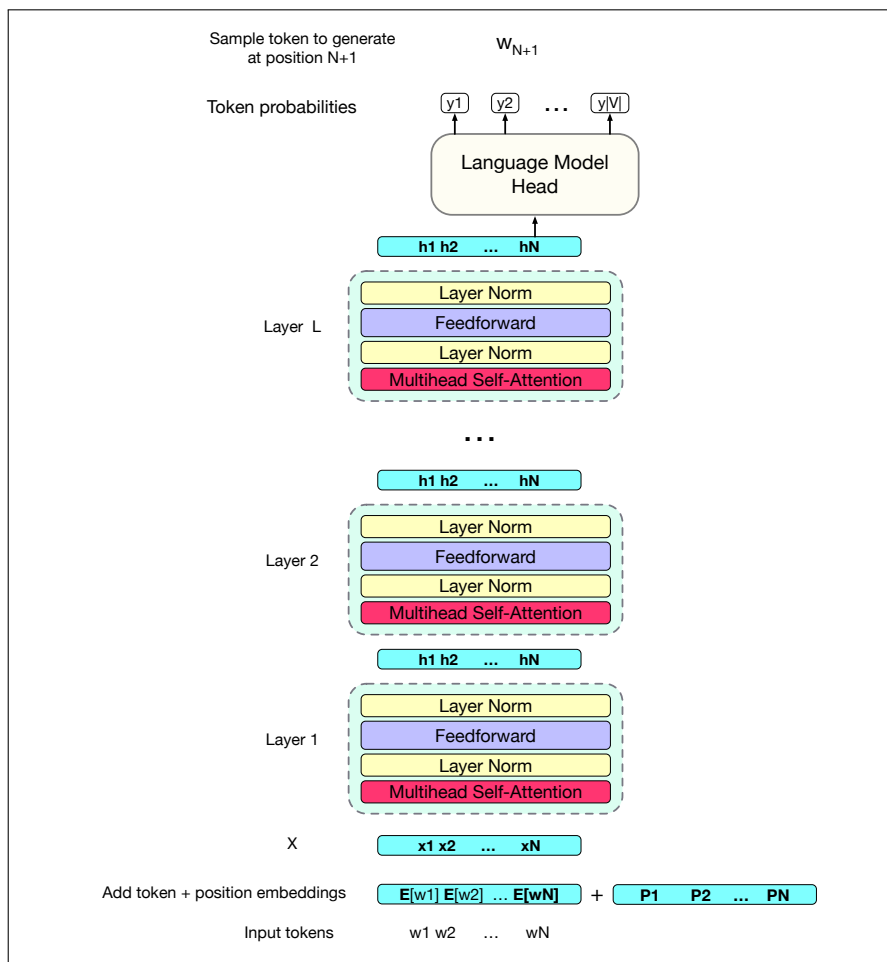 Sample token to generate at position N+1
w_{N+1}
Token probabilities
y1 y2 ... y|V|
Language Model
Head
h1 h2 ... hN
Layer L
Layer Norm
Feedforward
Layer Norm
Multihead Self-Attention
...
h1 h2 ... hN
Layer 2
Layer Norm
Feedforward
Layer Norm
Multihead Self-Attention
h1 h2 ... hN
Layer 1
Layer Norm
Feedforward
Layer Norm
Multihead Self-Attention
X
x1 x2 ... xN
Add token + position embeddings
E[w1] E[w2] ... E[wN] + P1 P2 ... PN
Input tokens
w1 w2 ... wN